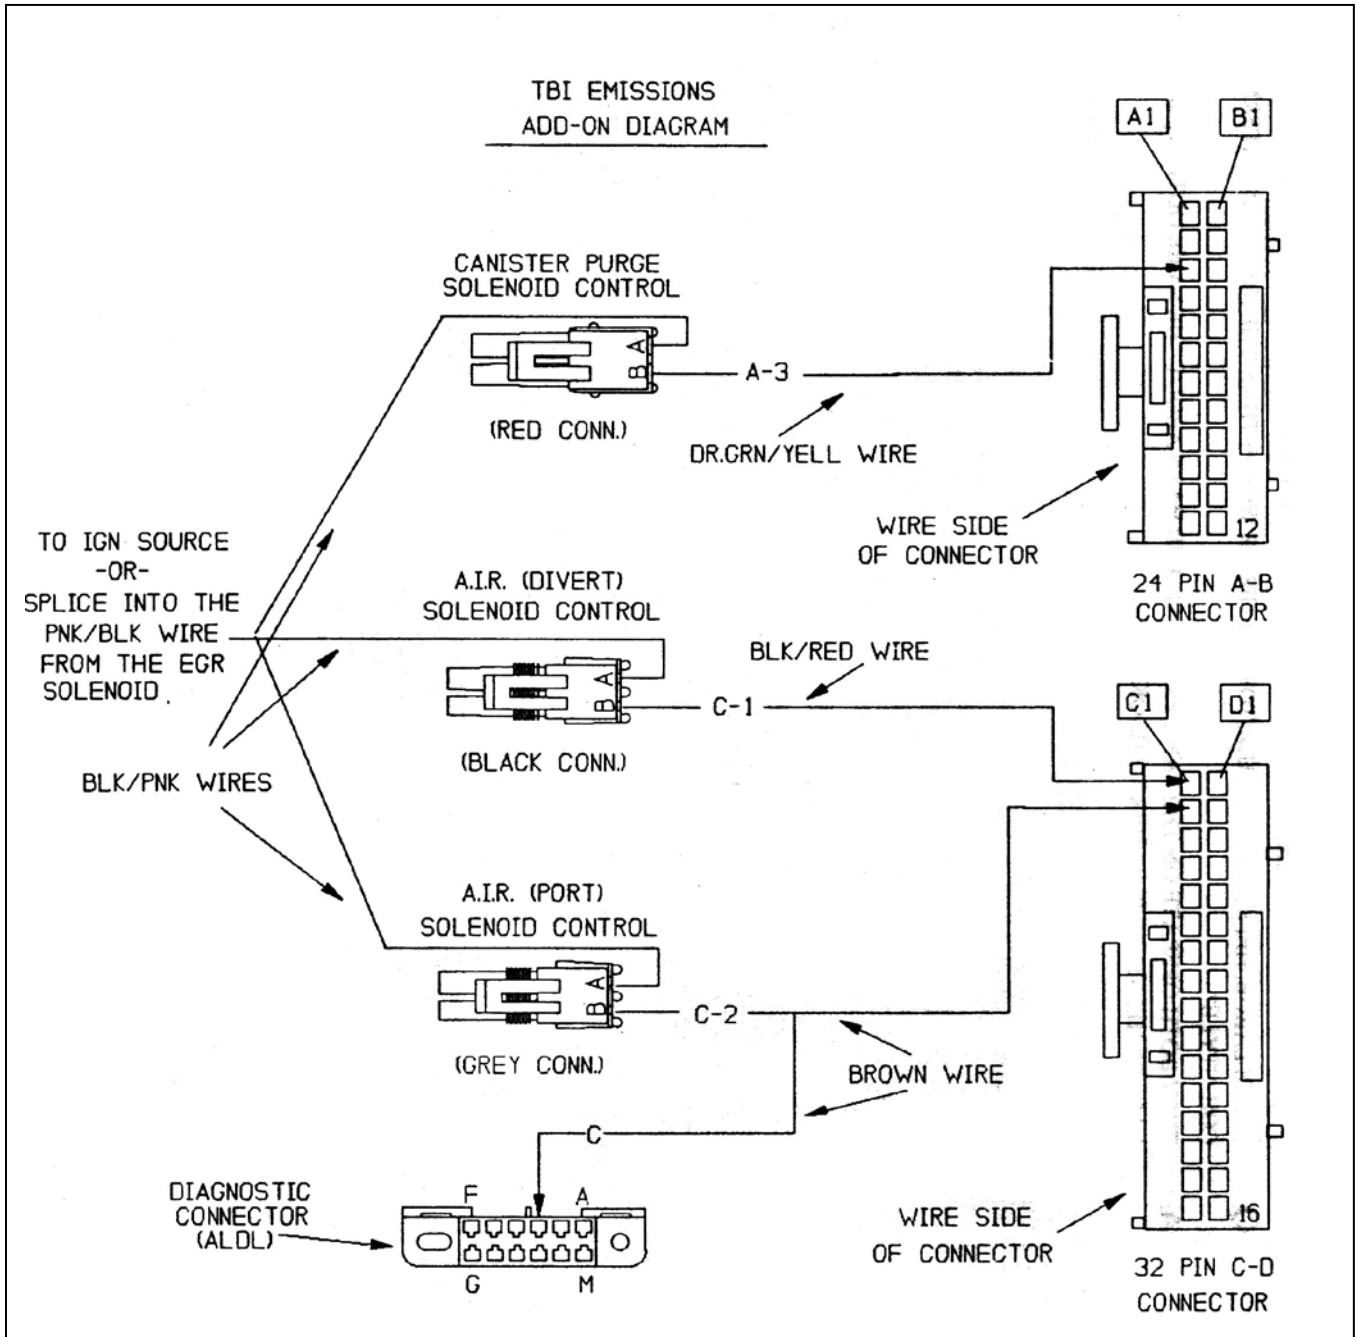 TBI EMISSIONS
ADD-ON DIAGRAM
A1
B1
CANISTER PURGE
SOLENOID CONTROL
A
B
A-3
(RED CONN.)
DR.GRN/YELL WIRE
WIRE SIDE
OF CONNECTOR
12
24 PIN A-B
CONNECTOR
TO IGN SOURCE
-OR-
SPLICE INTO THE
PNK/BLK WIRE
FROM THE EGR
SOLENOID.
A.I.R. (DIVERT)
SOLENOID CONTROL
A
B
C-1
BLK/RED WIRE
(BLACK CONN.)
BLK/PNK WIRES
C1
D1
A.I.R. (PORT)
SOLENOID CONTROL
A
B
C-2
(GREY CONN.)
BROWN WIRE
C
DIAGNOSTIC
CONNECTOR
(ALDL)
F
A
G
M
WIRE SIDE
OF CONNECTOR
16
32 PIN C-D
CONNECTOR